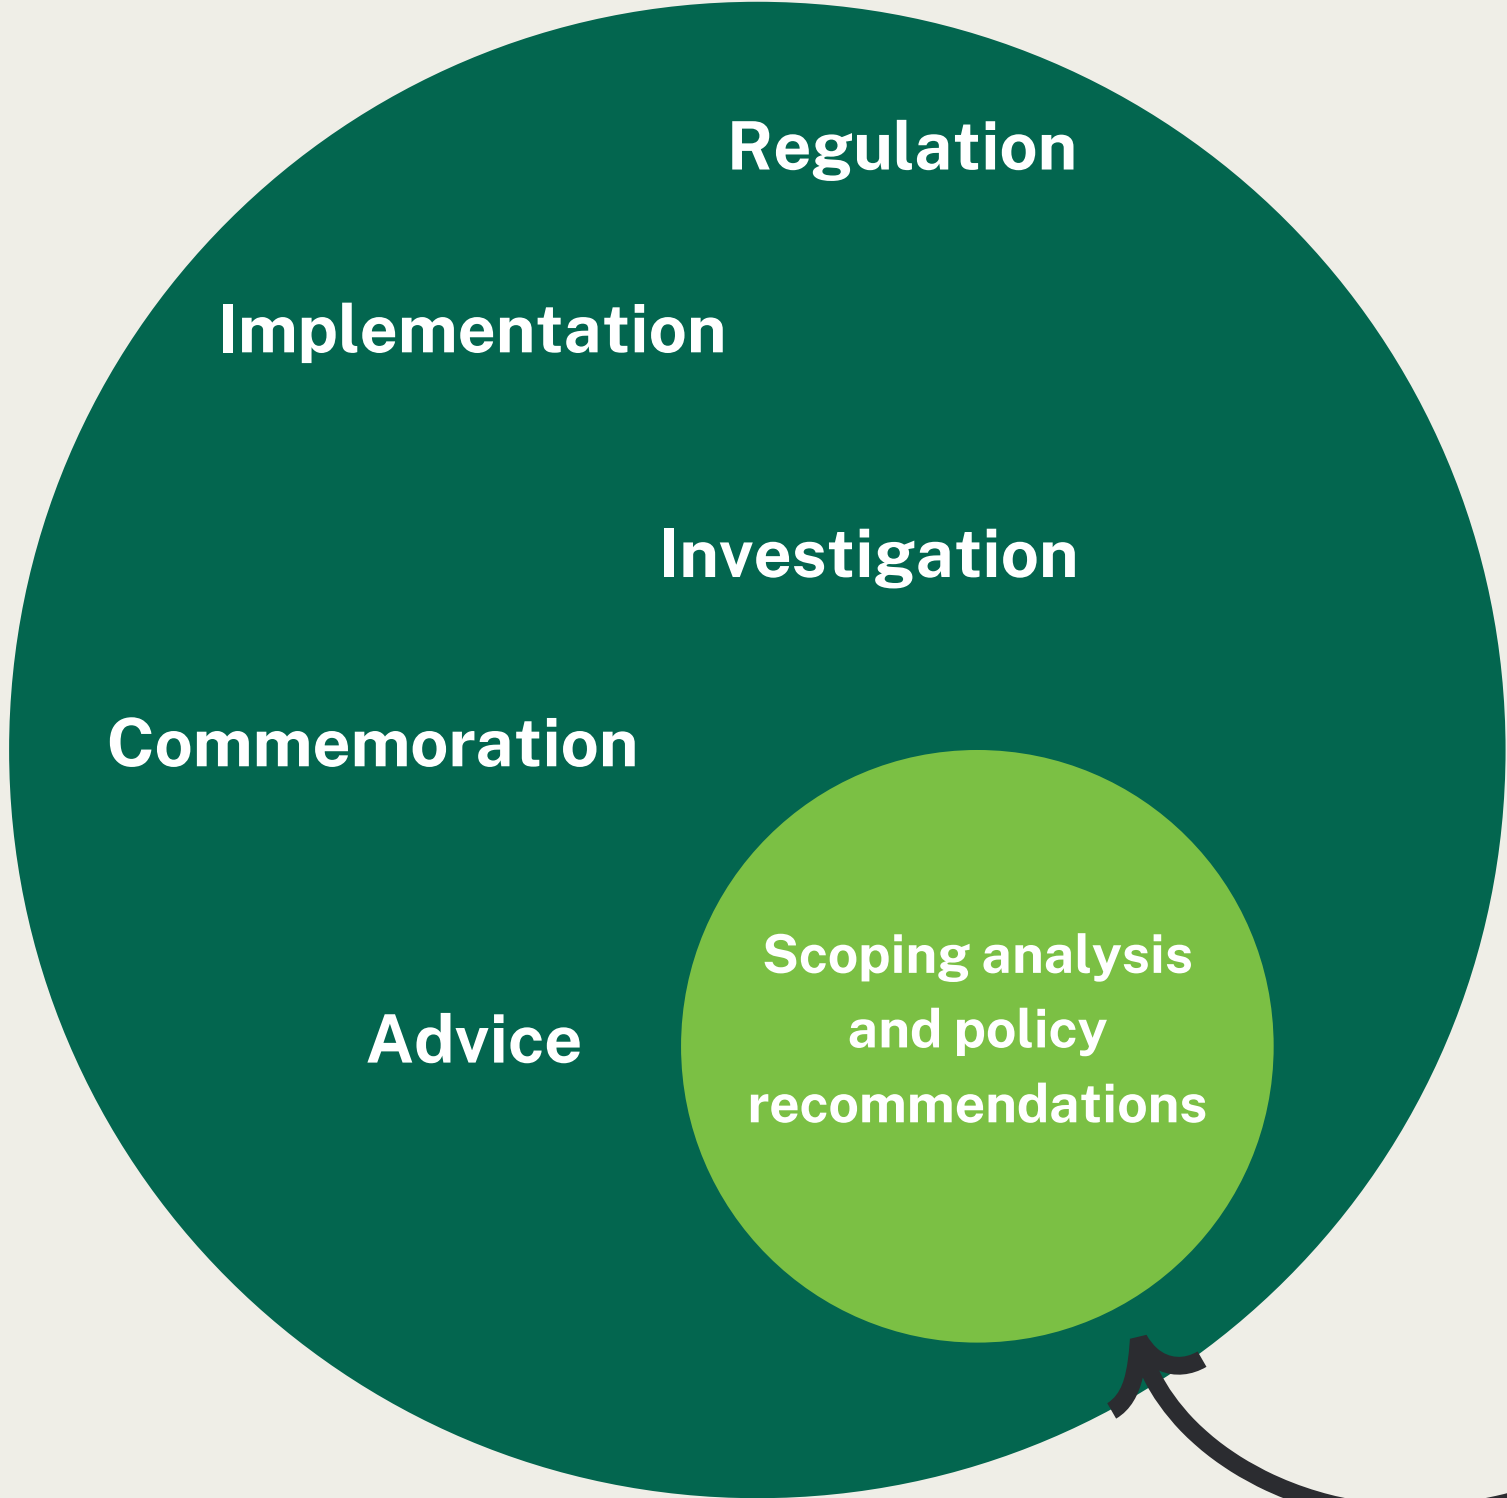 Regulation
Implementation
Investigation
Commemoration
Advice
Scoping analysis
and policy
recommendations